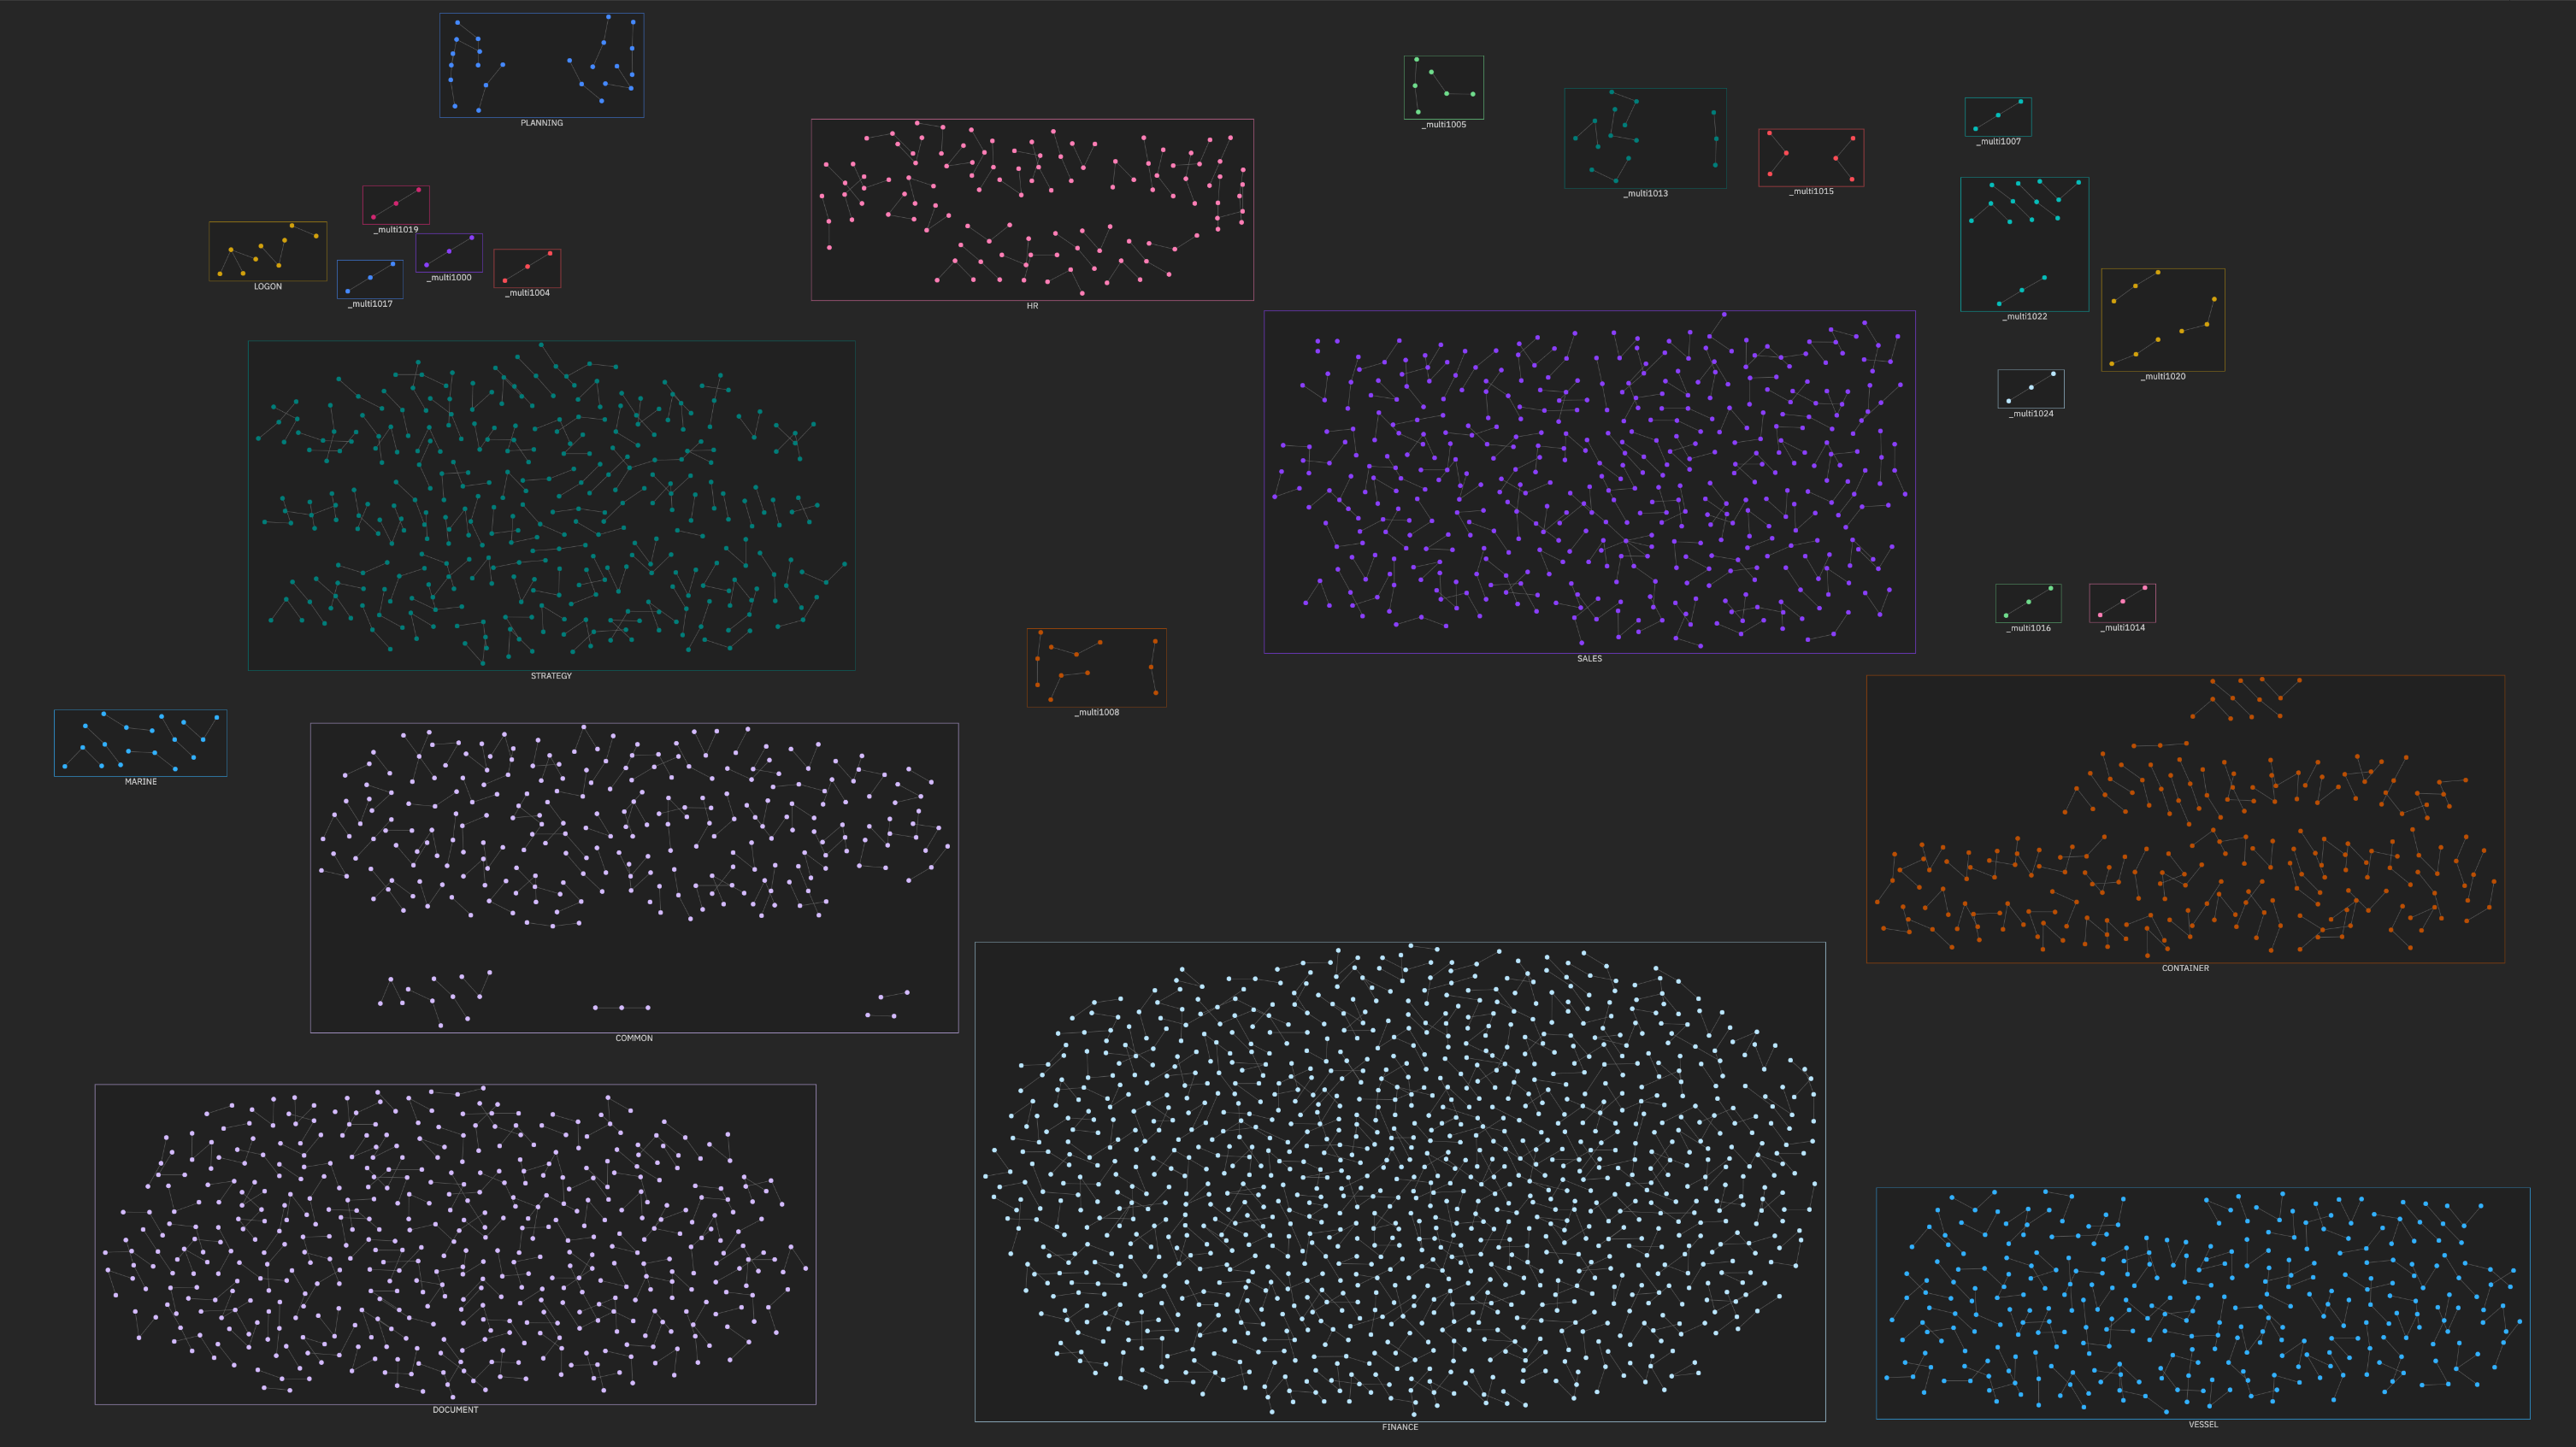 PLANNING
_multi1005
_multi1007
_multi1013
_multi1015
_multi1019
LOGON
_multi1000
_multi1017
_multi1004
HR
_multi1022
_multi1020
_multi1024
STRATEGY
SALES
_multi1016
_multi1014
_multi1008
MARINE
CONTAINER
COMMON
DOCUMENT
FINANCE
VESSEL